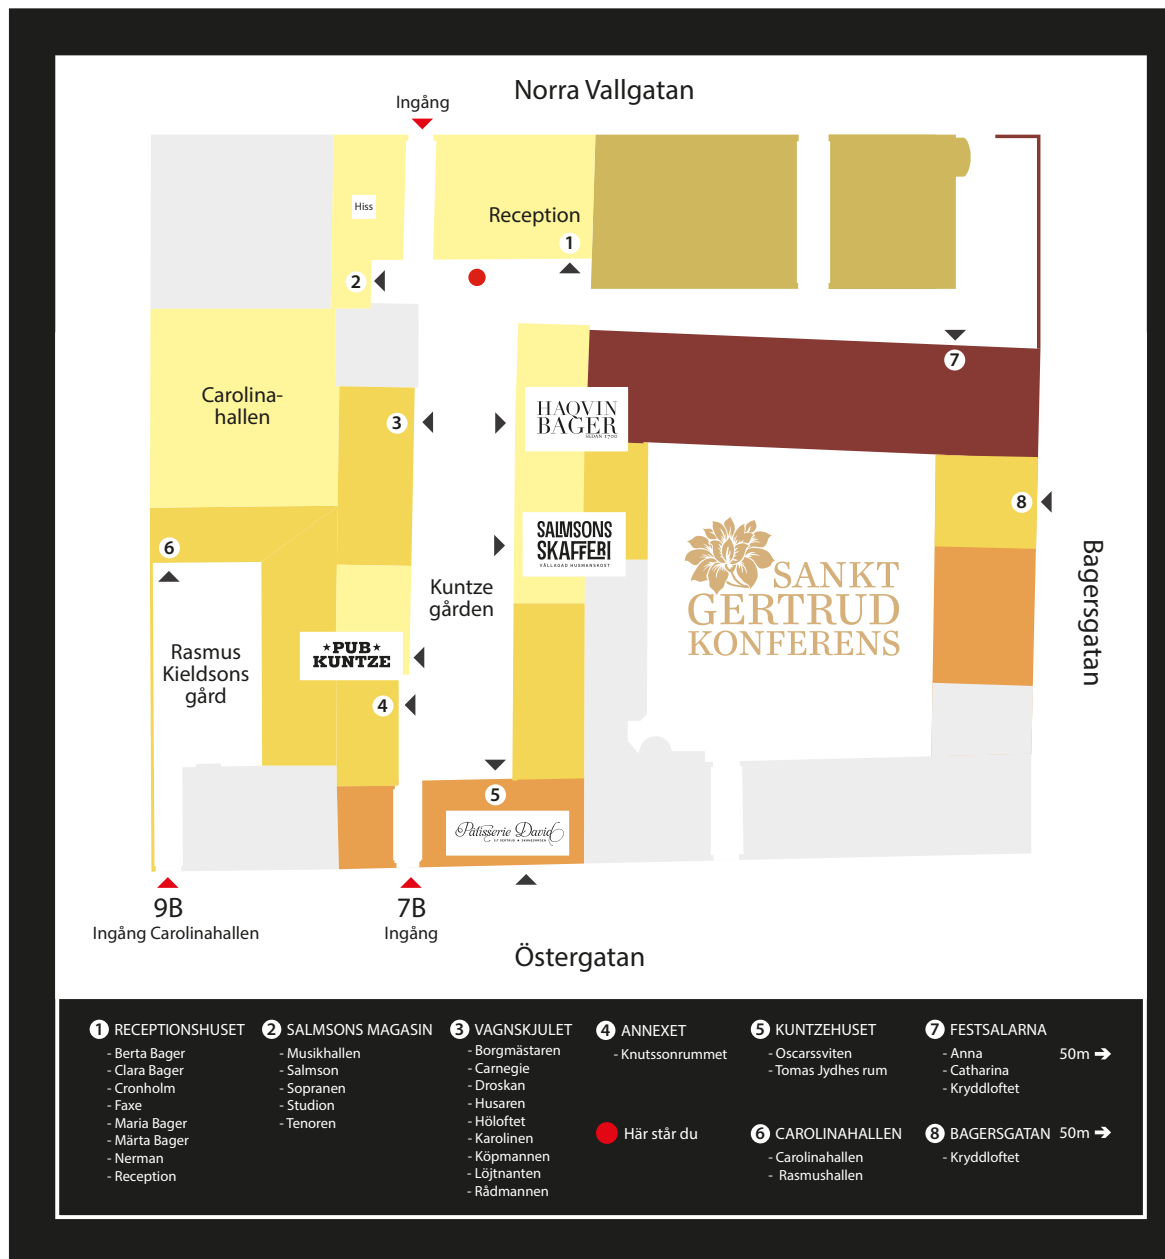 Norra Vallgatan
Ingång
Hiss
Reception
1
2
7
Carolina-
hallen
3
HAQVIN
BAGER
SEDAN 1700
8
6
SALMSONS
SKAFFERI
VÄLLAGAD HUSMANSKOST
Kuntze
gården
SANKT
GERTRUD
KONFERENS
Bagersgatan
Rasmus
Kieldsons
gård
PUB
KUNTZE
4
5
Pâtisserie David
9B
Ingång Carolinahallen
7B
Ingång
Östergatan
1 RECEPTIONSHUSET
- Berta Bager
- Clara Bager
- Cronholm
- Faxe
- Maria Bager
- Märta Bager
- Nerman
- Reception
2 SALMSONS MAGASIN
- Musikhallen
- Salmson
- Sopranen
- Studion
- Tenoren
3 VAGNSKJULET
- Borgmästaren
- Carnegie
- Droskan
- Husaren
- Höloftet
- Karolinen
- Köpmannen
- Löjtnanten
- Rådmannen
4 ANNEXET
- Knutssonrummet
Här står du
5 KUNTZEHUSET
- Oscarssviten
- Tomas Jydhes rum
6 CAROLINAHALLEN
- Carolinahallen
- Rasmushallen
7 FESTSALARNA
- Anna 50m ➔
- Catharina
- Kryddloftet
8 BAGERSGATAN 50m ➔
- Kryddloftet